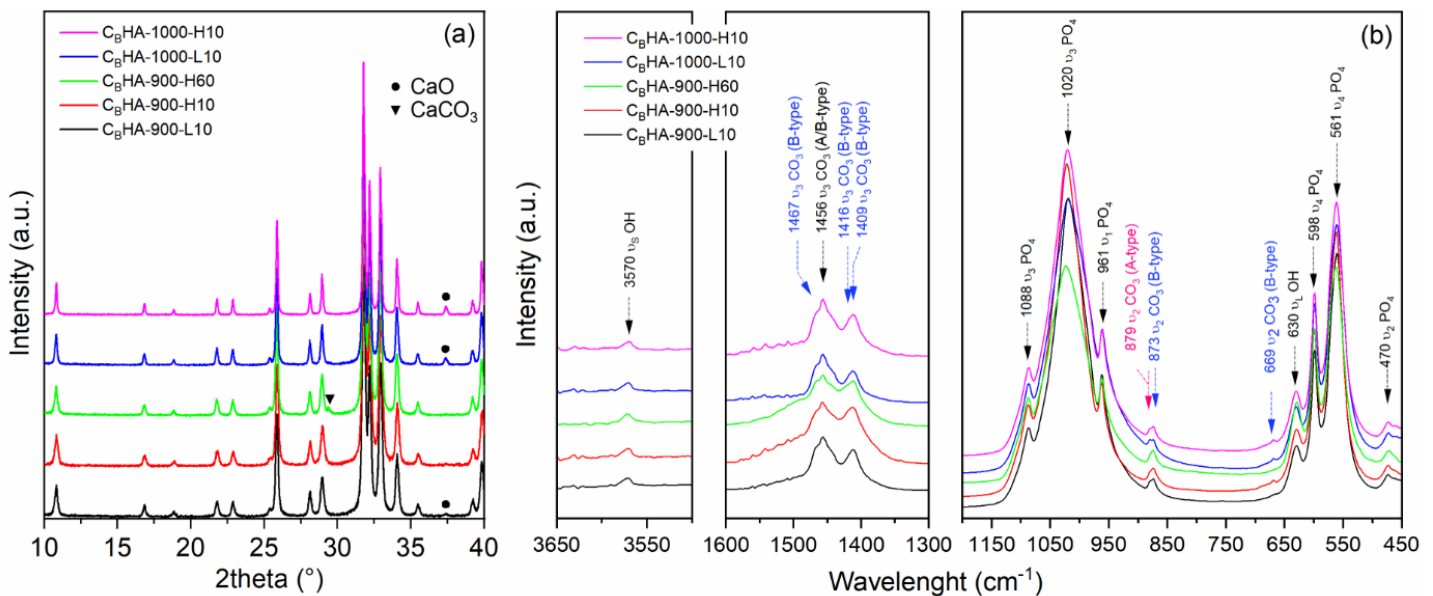 (a)
C_BHA-1000-H10
C_BHA-1000-L10
C_BHA-900-H60
C_BHA-900-H10
C_BHA-900-L10
CaO
CaCO₃
Intensity (a.u.)
10 15 20 25 30 35 40
2theta (°)
(b)
C_BHA-1000-H10
C_BHA-1000-L10
C_BHA-900-H60
C_BHA-900-H10
C_BHA-900-L10
Intensity (a.u.)
3570 υ_S OH
1467 υ₃ CO₃ (B-type)
1456 υ₃ CO₃ (A/B-type)
1416 υ₃ CO₃ (B-type)
1409 υ₃ CO₃ (B-type)
1088 υ₃ PO₄
1020 υ₃ PO₄
961 υ₁ PO₄
879 υ₂ CO₃ (A-type)
873 υ₂ CO₃ (B-type)
669 υ₂ CO₃ (B-type)
630 υ_L OH
598 υ₄ PO₄
561 υ₄ PO₄
470 υ₂ PO₄
3650 3550
1600 1500 1400 1300
1150 1050 950 850 750 650 550 450
Wavelenght (cm⁻¹)